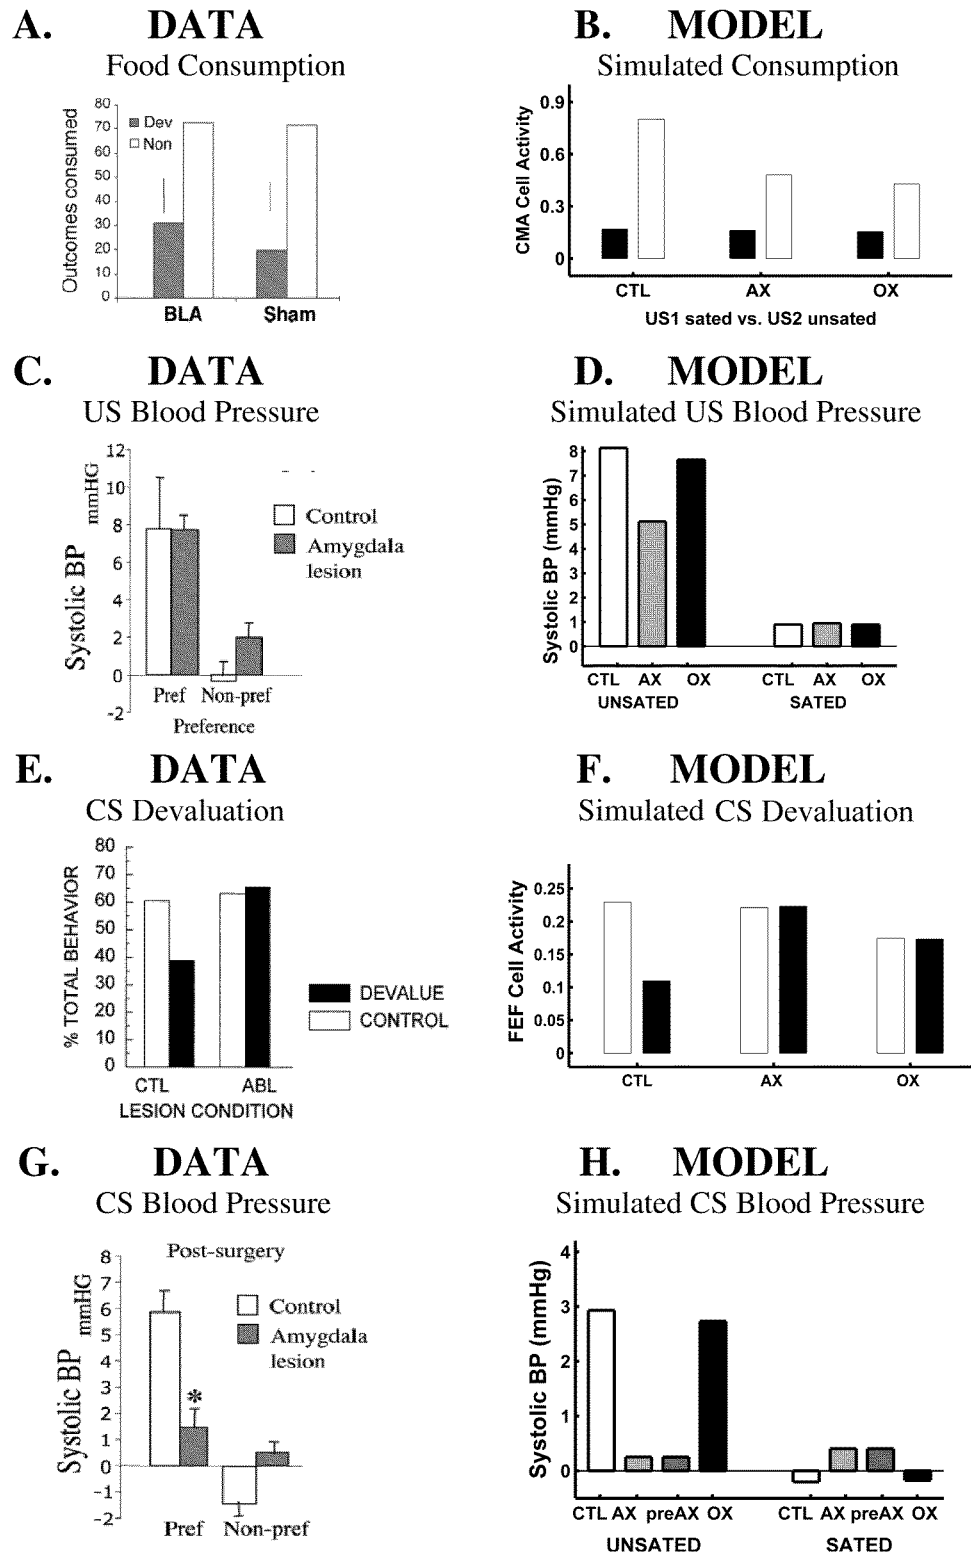 A. DATA
Food Consumption
80
70
60
50
40
30
20
10
0
Outcomes consumed
Dev
Non
BLA Sham
B. MODEL
Simulated Consumption
0.9
0.6
0.3
0
CMA Cell Activity
CTL AX OX
US1 sated vs. US2 unsated
C. DATA
US Blood Pressure
12
10
8
6
4
2
0
-2
Systolic BP mmHG
Control
Amygdala
lesion
Pref Non-pref
Preference
D. MODEL
Simulated US Blood Pressure
8
7
6
5
4
3
2
1
0
Systolic BP (mmHg)
CTL AX OX CTL AX OX
UNSATED SATED
E. DATA
CS Devaluation
80
70
60
50
40
30
20
10
0
% TOTAL BEHAVIOR
DEVALUE
CONTROL
CTL ABL
LESION CONDITION
F. MODEL
Simulated CS Devaluation
0.25
0.2
0.15
0.1
0.05
0
FEF Cell Activity
CTL AX OX
G. DATA
CS Blood Pressure
Post-surgery
8
7
6
5
4
3
2
1
0
-1
-2
Systolic BP mmHG
Control
Amygdala
lesion
*
Pref Non-pref
H. MODEL
Simulated CS Blood Pressure
4
3
2
1
0
Systolic BP (mmHg)
CTL AX preAX OX CTL AX preAX OX
UNSATED SATED